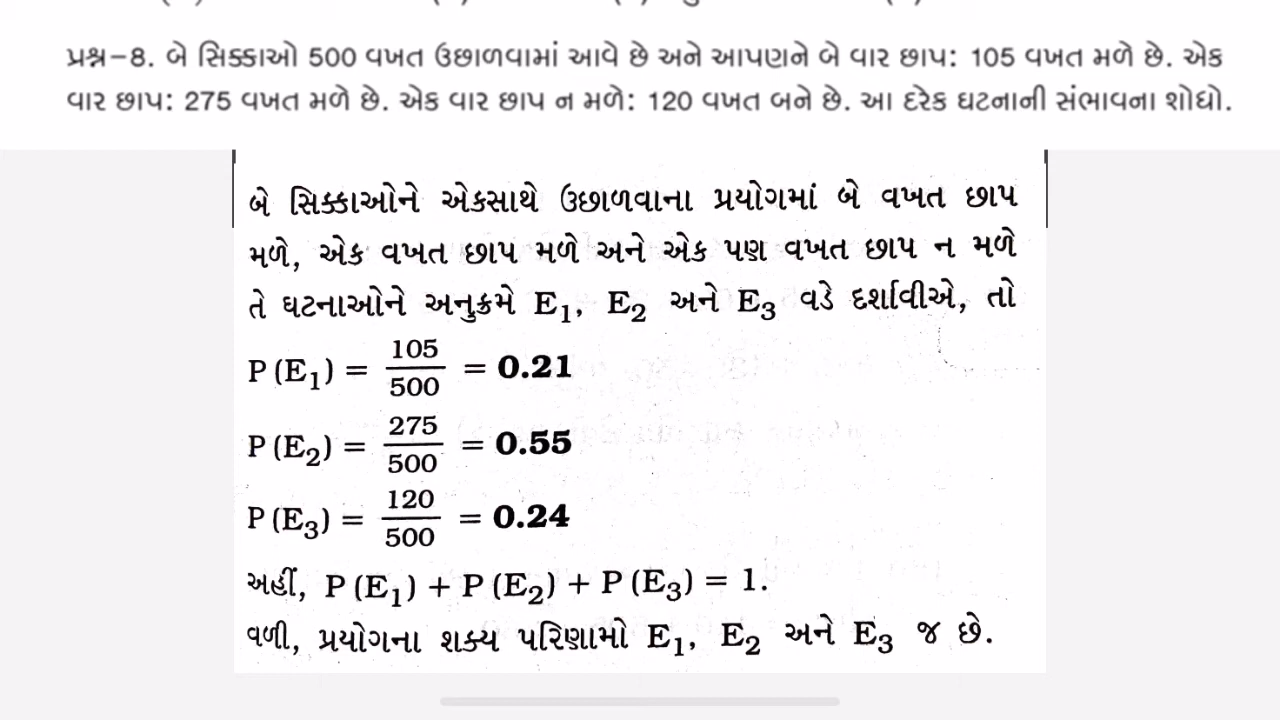 પ્રશ્ન-8. બે સિક્કાઓ 500 વખત ઉછાળવામાં આવે છે અને આપણને બે વાર છાપ: 105 વખત મળે છે. એક
વાર છાપ: 275 વખત મળે છે. એક વાર છાપ ન મળે: 120 વખત બને છે. આ દરેક ઘટનાની સંભાવના શોધો.
બે સિક્કાઓને એકસાથે ઉછાળવાના પ્રયોગમાં બે વખત છાપ
મળે, એક વખત છાપ મળે અને એક પણ વખત છાપ ન મળે
તે ઘટનાઓને અનુક્રમે E₁, E₂ અને E₃ વડે દર્શાવીએ, તો
P (E₁) = 105/500 = 0.21
P (E₂) = 275/500 = 0.55
P (E₃) = 120/500 = 0.24
અહીં, P (E₁) + P (E₂) + P (E₃) = 1.
વળી, પ્રયોગના શક્ય પરિણામો E₁, E₂ અને E₃ જ છે.